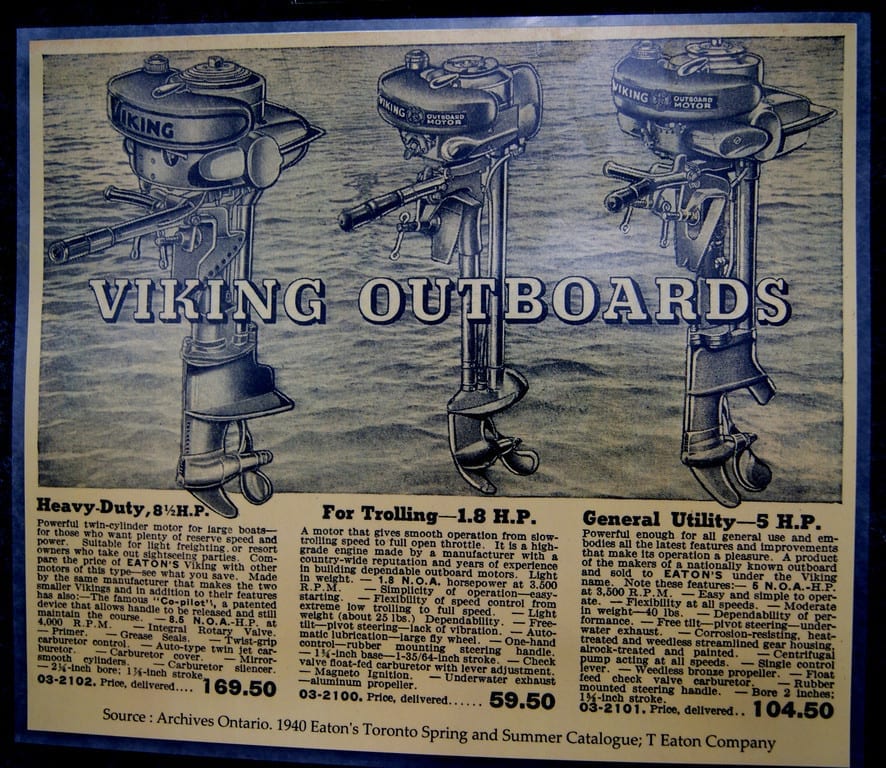 VIKING
VIKING OUTBOARD MOTOR
VIKING OUTBOARD MOTOR
VIKING OUTBOARDS
Heavy-Duty, 8½ H.P.
Powerful twin-cylinder motor for large boats—
for those who want plenty of reserve speed and
power. Suitable for light freighting, or resort
owners who take out sightseeing parties. Com-
pare the price of EATON'S Viking with other
motors of this type—see what you save. Made
by the same manufacturer that makes the two
smaller Vikings and in addition to their features
has also:—The famous "Co-pilot", a patented
device that allows handle to be released and still
maintain the course. — 8.5 N.O.A.-H.P. at
4,000 R.P.M. — Integral Rotary Valve.
— Primer. — Grease Seals. — Twist-grip
carburetor control. — Auto-type twin jet car-
buretor. — Carburetor cover. — Mirror-
smooth cylinders. — Carburetor silencer.
— 2¼-inch bore; 1⅞-inch stroke.
03-2102. Price, delivered.... 169.50
For Trolling—1.8 H.P.
A motor that gives smooth operation from slow-
trolling speed to full open throttle. It is a high-
grade engine made by a manufacturer with a
country-wide reputation and years of experience
in building dependable outboard motors. Light
in weight. — 1.8 N.O.A. horsepower at 3,500
R.P.M. — Simplicity of operation—easy-
starting. — Flexibility of speed control from
extreme low trolling to full speed. — Light
weight (about 25 lbs.) Dependability. — Free-
tilt—pivot steering—lack of vibration. — Auto-
matic lubrication—large fly wheel. — One-hand
control—rubber mounting steering handle.
— 1¾-inch base—1-35/64-inch stroke. — Check
valve float-fed carburetor with lever adjustment.
— Magneto Ignition. — Underwater exhaust
—aluminum propeller.
03-2100. Price, delivered...... 59.50
General Utility—5 H.P.
Powerful enough for all general use and em-
bodies all the latest features and improvements
that make its operation a pleasure. A product
of the makers of a nationally known outboard
and sold to EATON'S under the Viking
name. Note these features:— 5 N.O.A.-H.P.
at 3,500 R.P.M. — Easy and simple to oper-
ate. — Flexibility at all speeds. — Moderate
in weight—40 lbs. — Dependability of per-
formance. — Free tilt—pivot steering—under-
water exhaust. — Corrosion-resisting, heat-
treated and weedless streamlined gear housing,
alrock-treated and painted. — Centrifugal
pump acting at all speeds. — Single control
lever. — Weedless bronze propeller. — Float
feed check valve carburetor. — Rubber
mounted steering handle. — Bore 2 inches;
1⅝-inch stroke.
03-2101. Price, delivered.. 104.50
Source : Archives Ontario. 1940 Eaton's Toronto Spring and Summer Catalogue; T Eaton Company